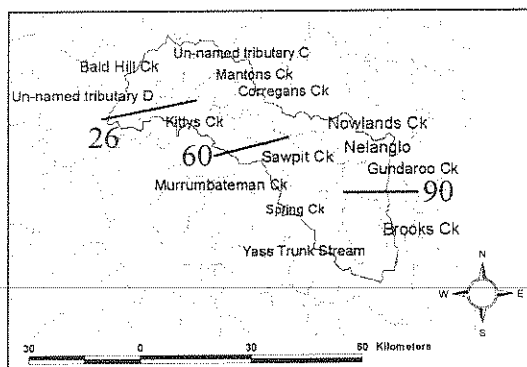 Un-named tributary C
Bald Hill Ck
Mantons Ck
Corregans Ck
Un-named tributary D
Kittys Ck
Nowlands Ck
26
60
Sawpit Ck
Nelanglo
Gundaroo Ck
Murrumbateman Ck
90
Spring Ck
Brooks Ck
Yass Trunk Stream
N
W
E
S
30 0 30 60 Kilometers